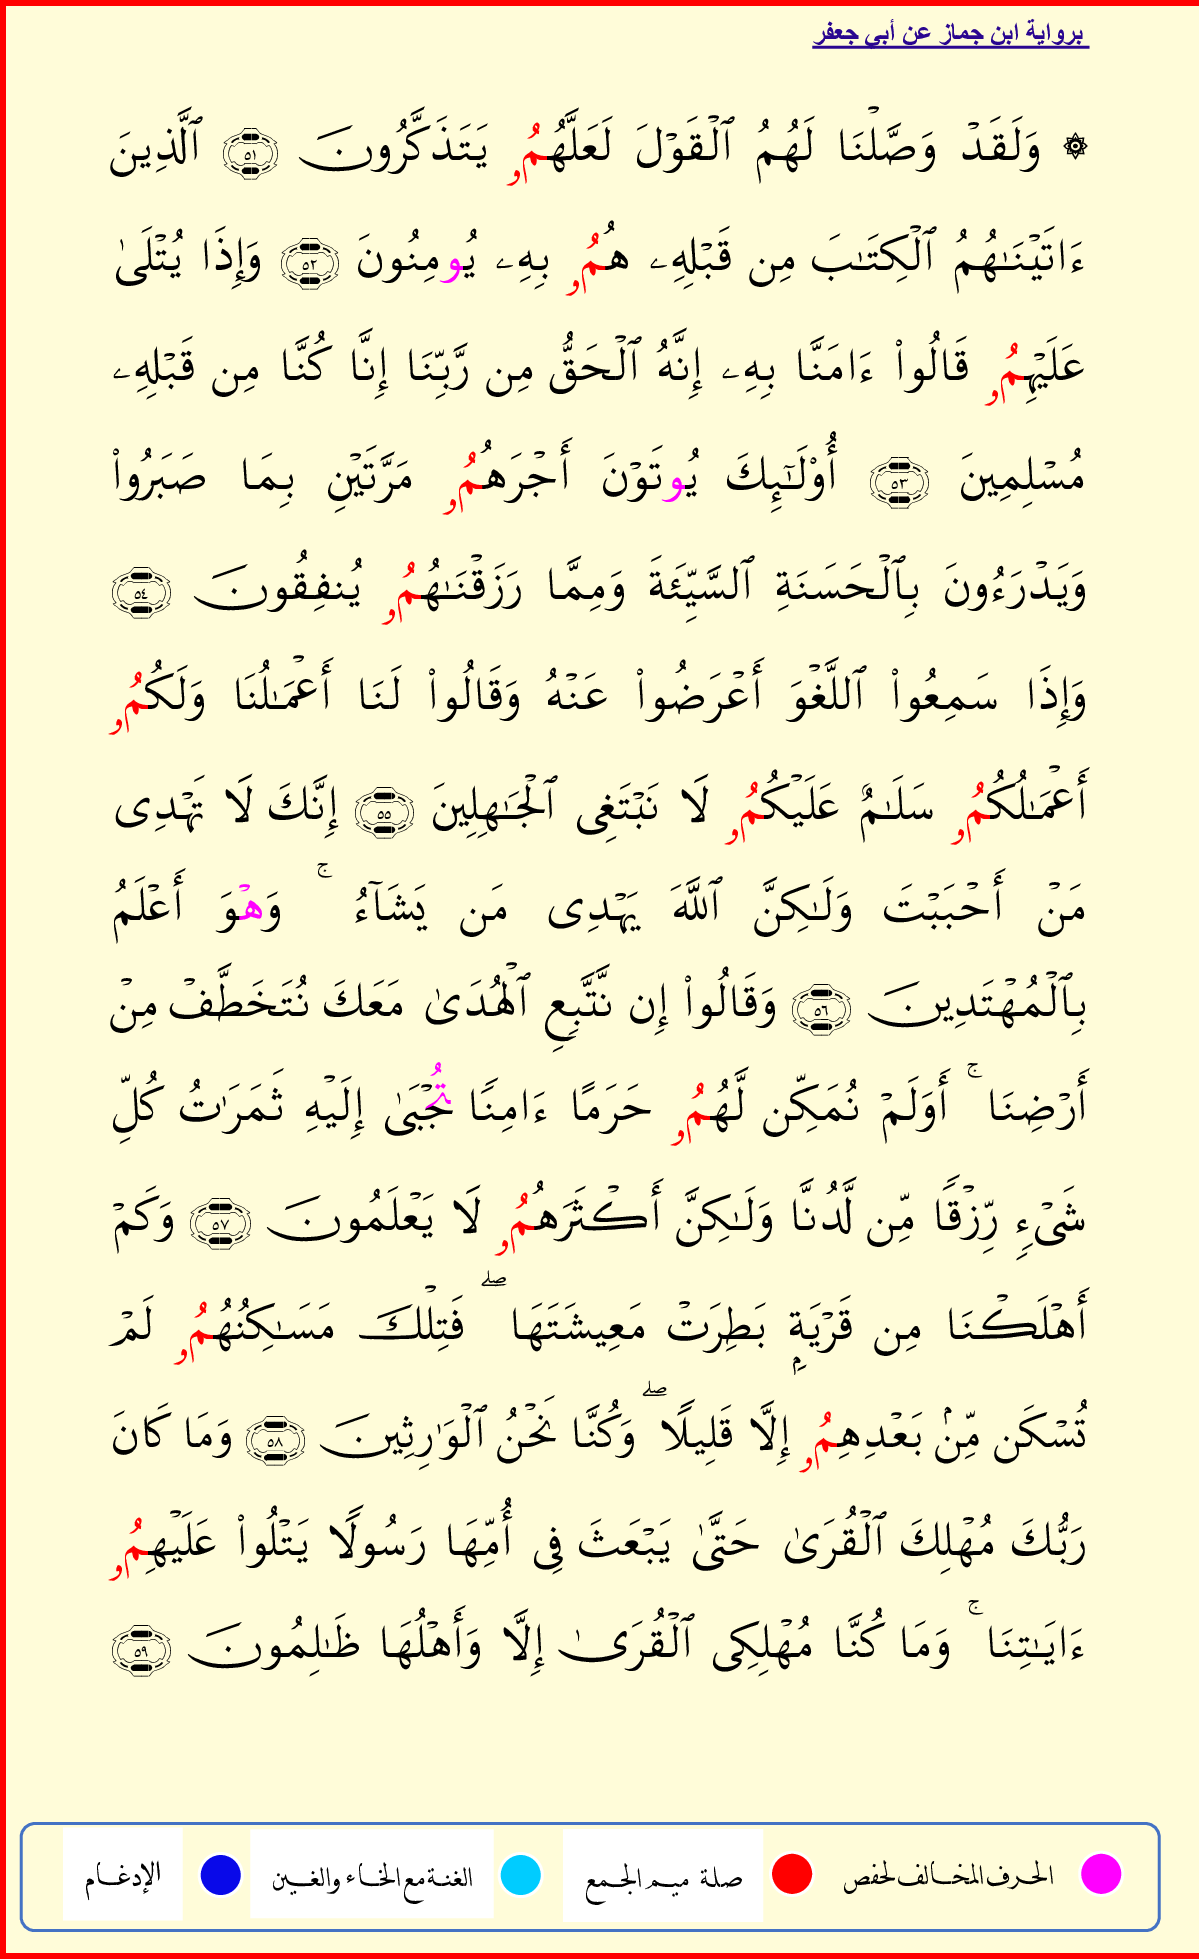 برواية ابن جماز عن أبي جعفر
۞ وَلَقَدۡ وَصَّلۡنَا لَهُمُ ٱلۡقَوۡلَ لَعَلَّهُمُۥ يَتَذَكَّرُونَ ٥١ ٱلَّذِينَ
ءَاتَيۡنَٰهُمُ ٱلۡكِتَٰبَ مِن قَبۡلِهِۦ هُمُۥ بِهِۦ يُومِنُونَ ٥٢ وَإِذَا يُتۡلَىٰ
عَلَيۡهِمُۥ قَالُواْ ءَامَنَّا بِهِۦ إِنَّهُ ٱلۡحَقُّ مِن رَّبِّنَا إِنَّا كُنَّا مِن قَبۡلِهِۦ
مُسۡلِمِينَ ٥٣ أُوْلَٰٓئِكَ يُوتَوۡنَ أَجۡرَهُمُۥ مَرَّتَيۡنِ بِمَا صَبَرُواْ
وَيَدۡرَءُونَ بِٱلۡحَسَنَةِ ٱلسَّيِّئَةَ وَمِمَّا رَزَقۡنَٰهُمُۥ يُنفِقُونَ ٥٤
وَإِذَا سَمِعُواْ ٱللَّغۡوَ أَعۡرَضُواْ عَنۡهُ وَقَالُواْ لَنَا أَعۡمَٰلُنَا وَلَكُمُۥ
أَعۡمَٰلُكُمُۥ سَلَٰمٌ عَلَيۡكُمُۥ لَا نَبۡتَغِي ٱلۡجَٰهِلِينَ ٥٥ إِنَّكَ لَا تَهۡدِي
مَنۡ أَحۡبَبۡتَ وَلَٰكِنَّ ٱللَّهَ يَهۡدِي مَن يَشَآءُ ۚ وَهۡوَ أَعۡلَمُ
بِٱلۡمُهۡتَدِينَ ٥٦ وَقَالُواْ إِن نَّتَّبِعِ ٱلۡهُدَىٰ مَعَكَ نُتَخَطَّفۡ مِنۡ
أَرۡضِنَا ۚ أَوَلَمۡ نُمَكِّن لَّهُمُۥ حَرَمًا ءَامِنًا تُجۡبَىٰ إِلَيۡهِ ثَمَرَٰتُ كُلِّ
شَيۡءٖ رِّزۡقٗا مِّن لَّدُنَّا وَلَٰكِنَّ أَكۡثَرَهُمُۥ لَا يَعۡلَمُونَ ٥٧ وَكَمۡ
أَهۡلَكۡنَا مِن قَرۡيَةِۭ بَطِرَتۡ مَعِيشَتَهَا ۖ فَتِلۡكَ مَسَٰكِنُهُمُۥ لَمۡ
تُسۡكَن مِّنۢ بَعۡدِهِمُۥ إِلَّا قَلِيلٗا ۖ وَكُنَّا نَحۡنُ ٱلۡوَٰرِثِينَ ٥٨ وَمَا كَانَ
رَبُّكَ مُهۡلِكَ ٱلۡقُرَىٰ حَتَّىٰ يَبۡعَثَ فِي أُمِّهَا رَسُولٗا يَتۡلُواْ عَلَيۡهِمُۥ
ءَايَٰتِنَا ۚ وَمَا كُنَّا مُهۡلِكِي ٱلۡقُرَىٰ إِلَّا وَأَهۡلُهَا ظَٰلِمُونَ ٥٩
الحرف المخالف لحفص صلة ميم الجمع الغنة مع الخاء والغين الإدغام